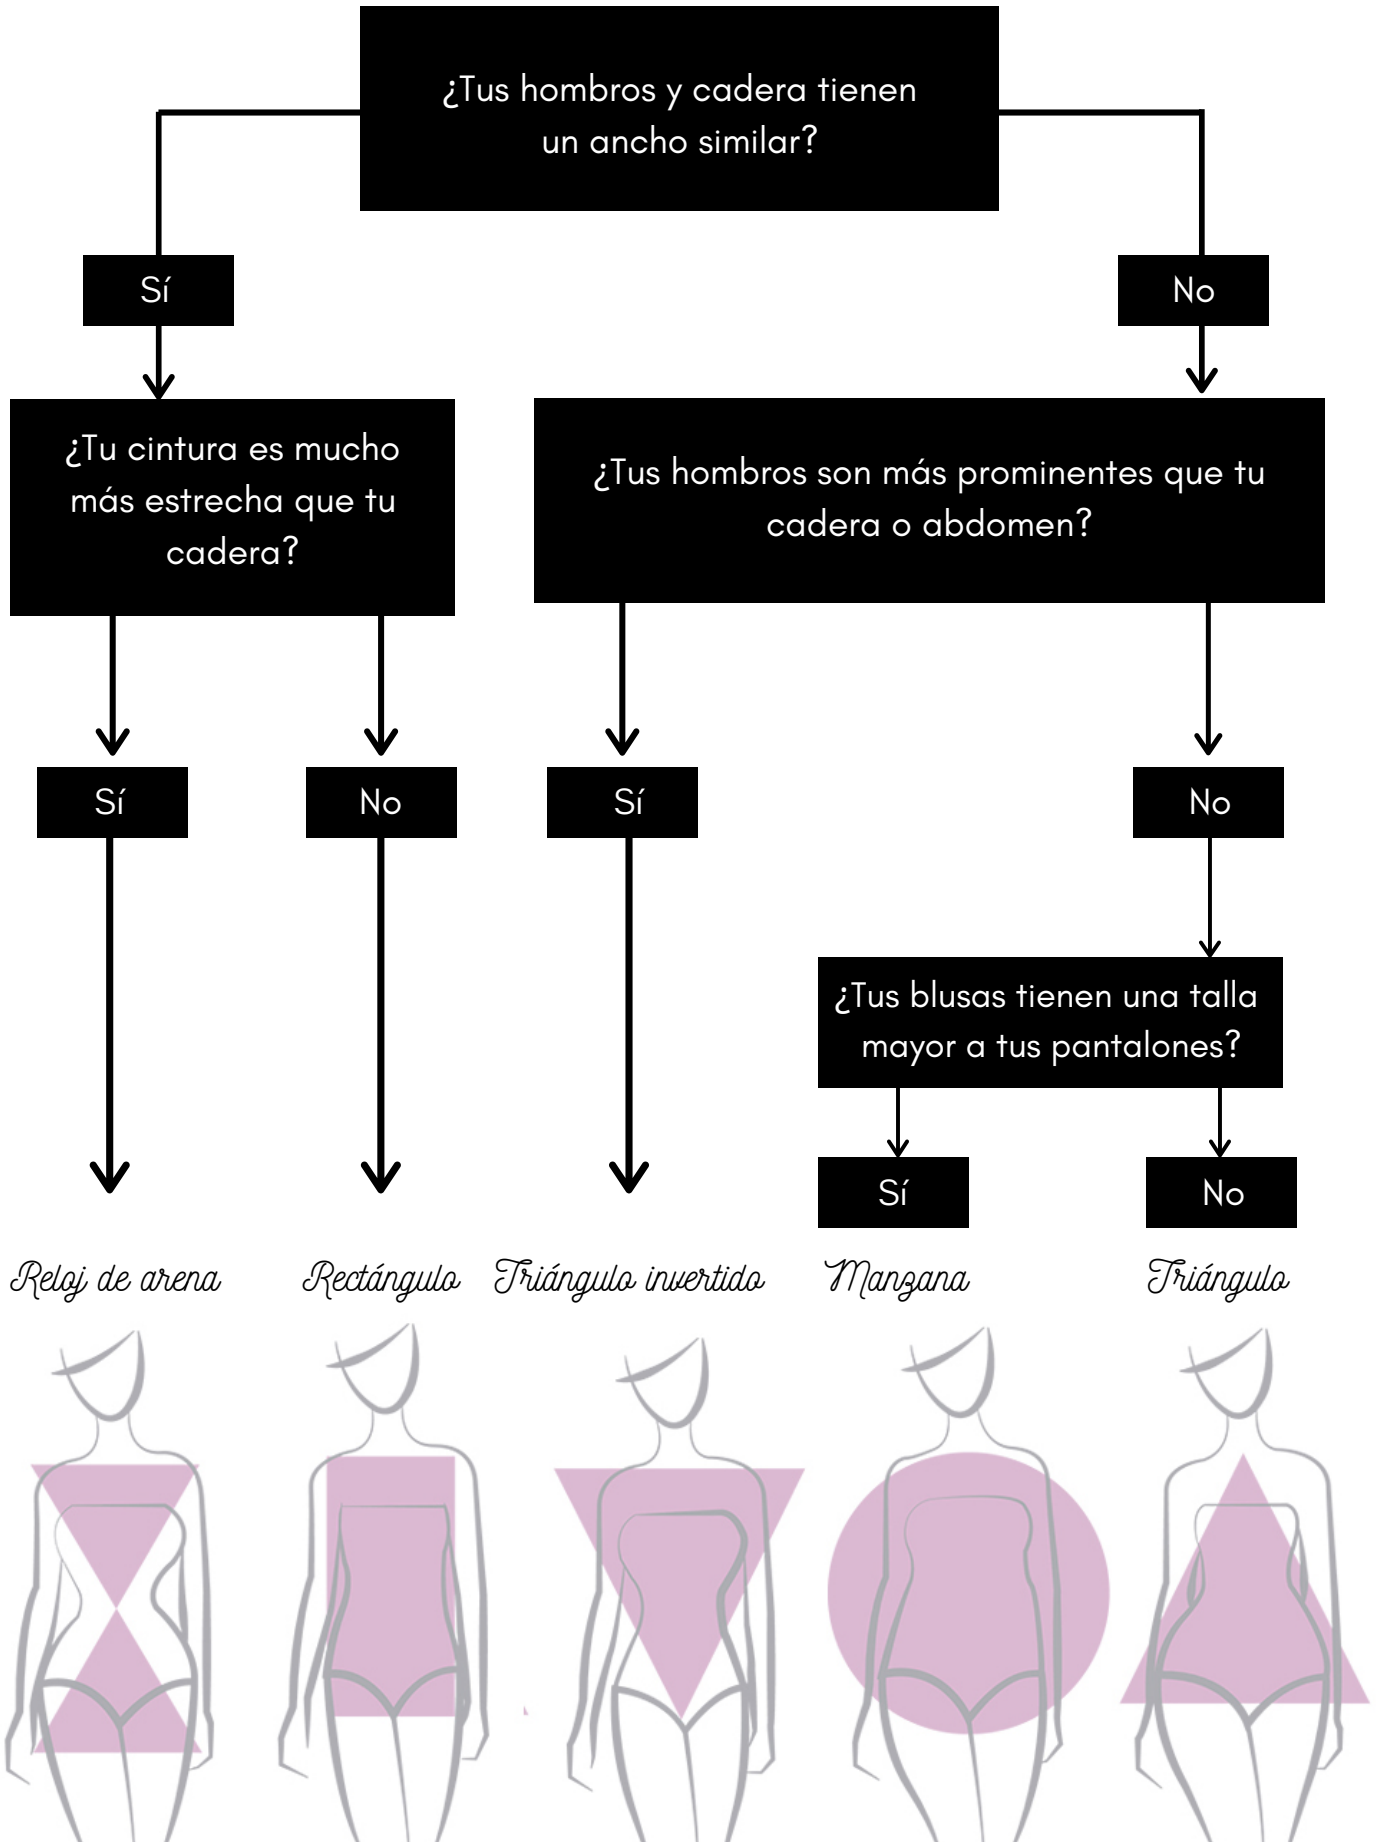 ¿Tus hombros y cadera tienen
un ancho similar?
Sí
No
¿Tu cintura es mucho
más estrecha que tu
cadera?
¿Tus hombros son más prominentes que tu
cadera o abdomen?
Sí
No
Sí
No
¿Tus blusas tienen una talla
mayor a tus pantalones?
Sí
No
Reloj de arena
Rectángulo
Triángulo invertido
Manzana
Triángulo